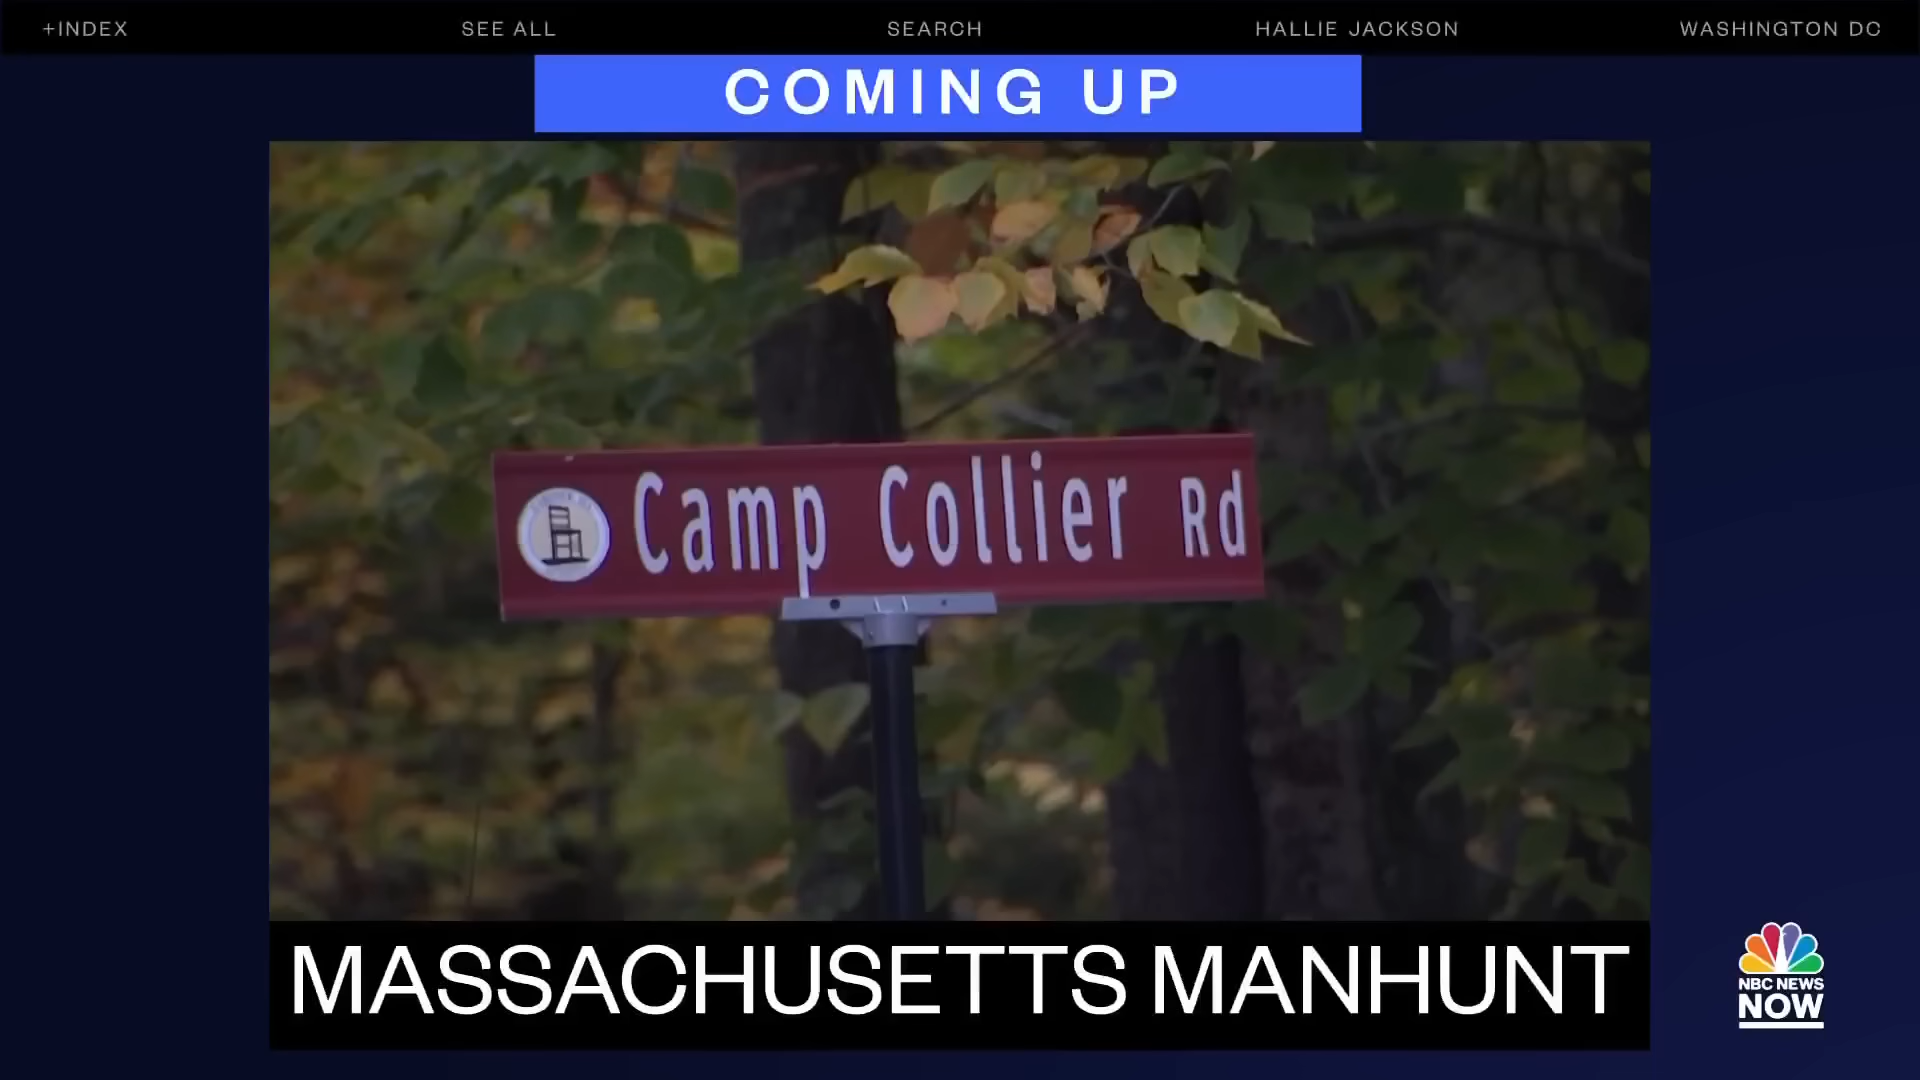 +INDEX
SEE ALL
SEARCH
HALLIE JACKSON
WASHINGTON DC
COMING UP
Camp Collier Rd
MASSACHUSETTS MANHUNT
NBC NEWS
NOW